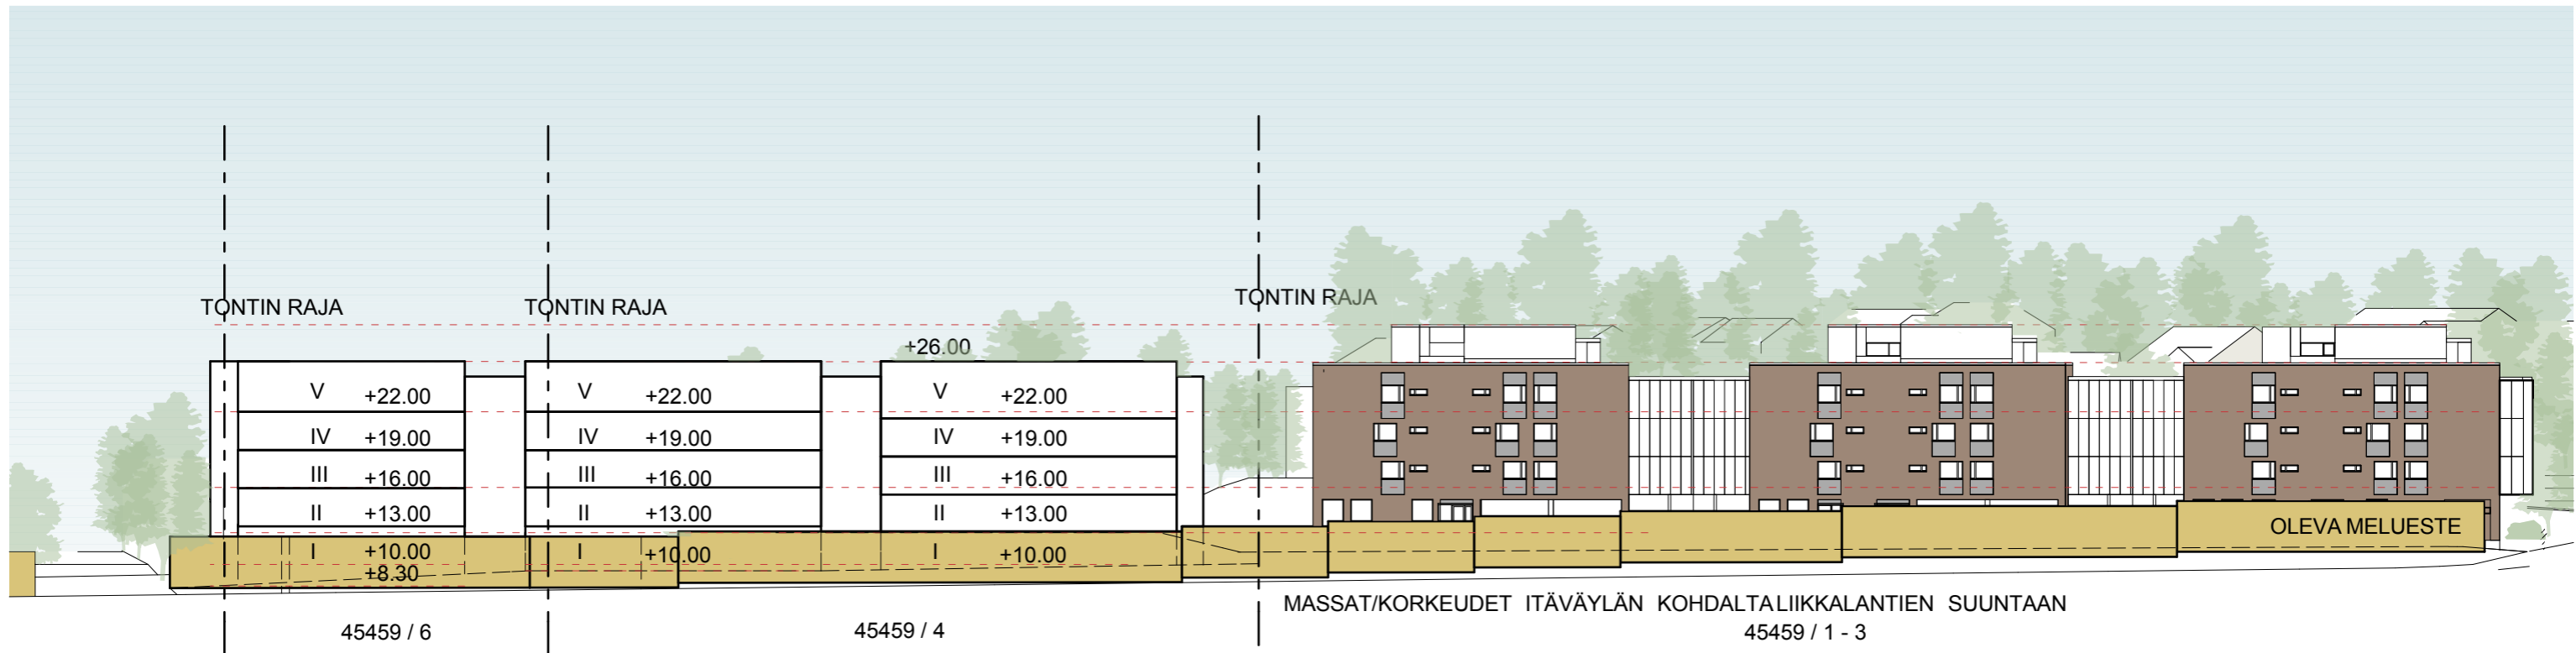 TONTIN RAJA
TONTIN RAJA
TONTIN RAJA
+26.00
V +22.00
V +22.00
V +22.00
IV +19.00
IV +19.00
IV +19.00
III +16.00
III +16.00
III +16.00
II +13.00
II +13.00
II +13.00
OLEVA MELUESTE
I +10.00
I +10.00
I +10.00
+8.30
MASSAT/KORKEUDET ITÄVÄYLÄN KOHDALTA LIIKKALANTIEN SUUNTAAN
45459 / 6
45459 / 4
45459 / 1 - 3